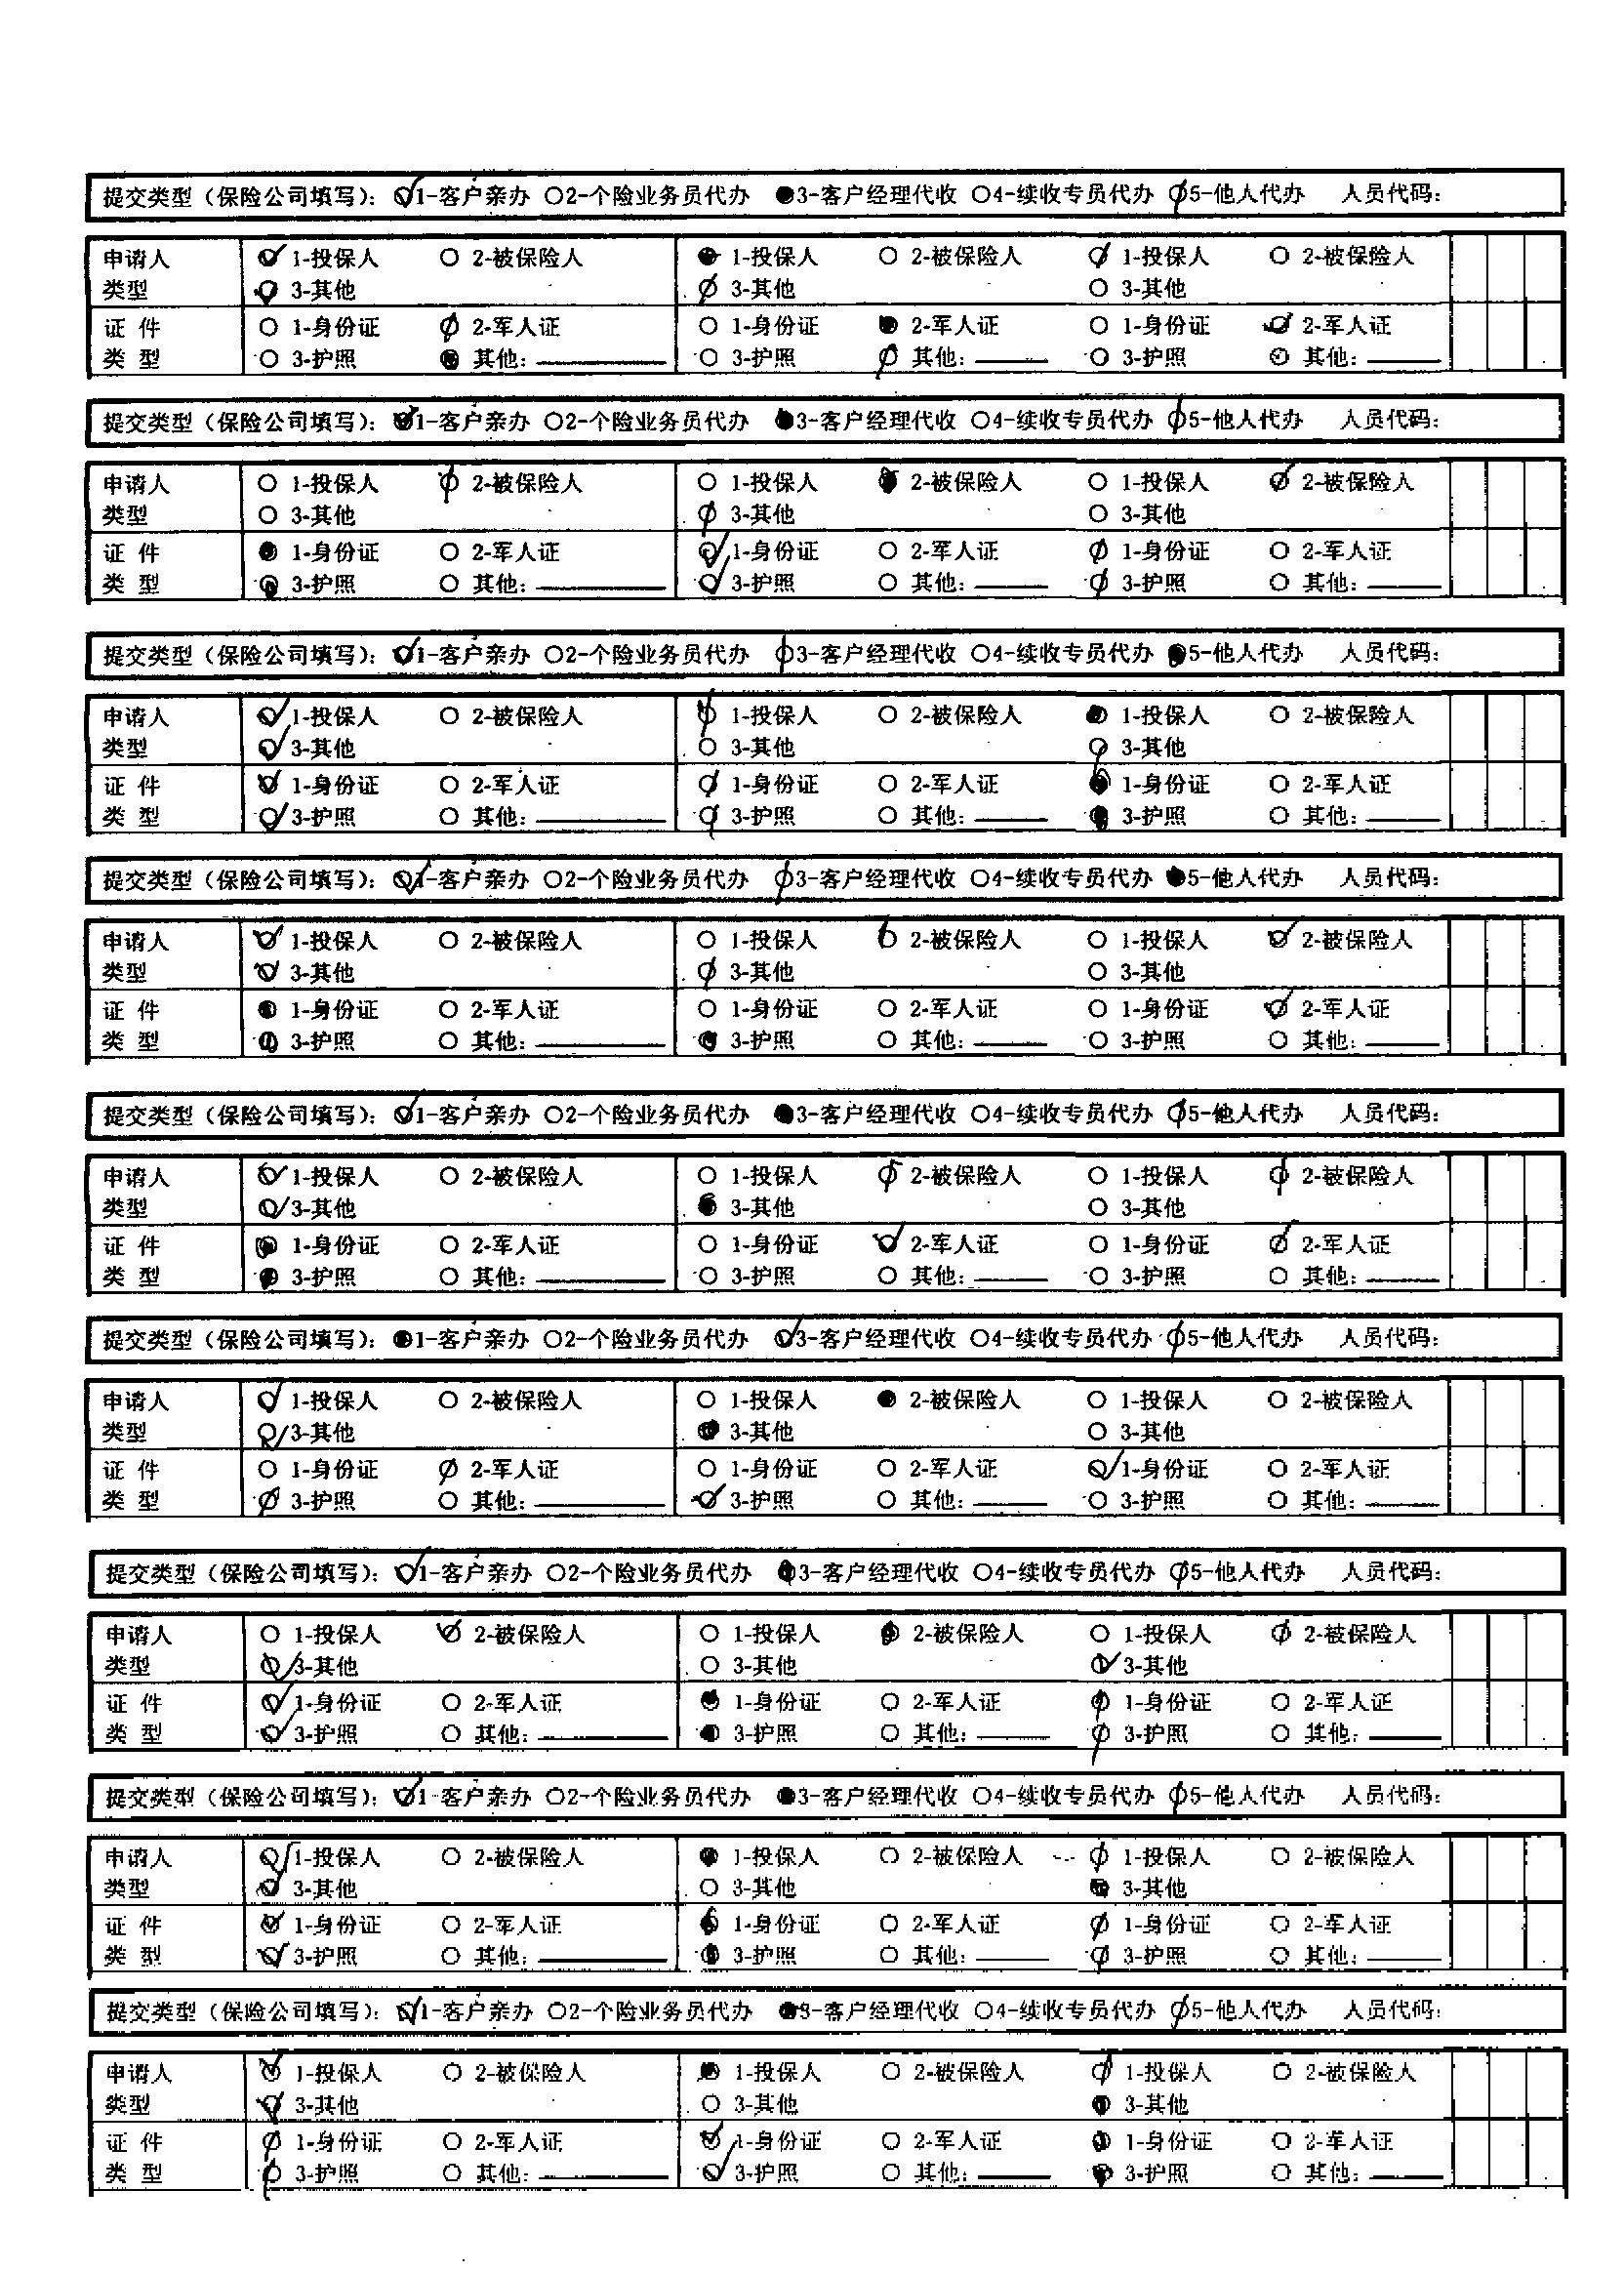 提交类型（保险公司填写）：○1-客户亲办 ○2-个险业务员代办 ●3-客户经理代收 ○4-续收专员代办 ○5-他人代办 人员代码：
申请人 ○ 1-投保人 ○ 2-被保险人 ● 1-投保人 ○ 2-被保险人 ○ 1-投保人 ○ 2-被保险人
类型 ○ 3-其他 ○ 3-其他 ○ 3-其他
证 件 ○ 1-身份证 ○ 2-军人证 ○ 1-身份证 ● 2-军人证 ○ 1-身份证 ○ 2-军人证
类 型 ○ 3-护照 ● 其他： ○ 3-护照 ○ 其他： ○ 3-护照 ○ 其他：
提交类型（保险公司填写）：○1-客户亲办 ○2-个险业务员代办 ●3-客户经理代收 ○4-续收专员代办 ○5-他人代办 人员代码：
申请人 ○ 1-投保人 ○ 2-被保险人 ○ 1-投保人 ● 2-被保险人 ○ 1-投保人 ○ 2-被保险人
类型 ○ 3-其他 ○ 3-其他 ○ 3-其他
证 件 ● 1-身份证 ○ 2-军人证 ○ 1-身份证 ○ 2-军人证 ○ 1-身份证 ○ 2-军人证
类 型 ● 3-护照 ○ 其他： ○ 3-护照 ○ 其他： ○ 3-护照 ○ 其他：
提交类型（保险公司填写）：○1-客户亲办 ○2-个险业务员代办 ○3-客户经理代收 ○4-续收专员代办 ●5-他人代办 人员代码：
申请人 ○ 1-投保人 ○ 2-被保险人 ○ 1-投保人 ○ 2-被保险人 ● 1-投保人 ○ 2-被保险人
类型 ○ 3-其他 ○ 3-其他 ○ 3-其他
证 件 ○ 1-身份证 ○ 2-军人证 ○ 1-身份证 ○ 2-军人证 ● 1-身份证 ○ 2-军人证
类 型 ○ 3-护照 ○ 其他： ○ 3-护照 ○ 其他： ● 3-护照 ○ 其他：
提交类型（保险公司填写）：○1-客户亲办 ○2-个险业务员代办 ○3-客户经理代收 ○4-续收专员代办 ●5-他人代办 人员代码：
申请人 ○ 1-投保人 ○ 2-被保险人 ○ 1-投保人 ○ 2-被保险人 ○ 1-投保人 ○ 2-被保险人
类型 ○ 3-其他 ○ 3-其他 ○ 3-其他
证 件 ● 1-身份证 ○ 2-军人证 ○ 1-身份证 ○ 2-军人证 ○ 1-身份证 ○ 2-军人证
类 型 ● 3-护照 ○ 其他： ● 3-护照 ○ 其他： ○ 3-护照 ○ 其他：
提交类型（保险公司填写）：○1-客户亲办 ○2-个险业务员代办 ●3-客户经理代收 ○4-续收专员代办 ○5-他人代办 人员代码：
申请人 ○ 1-投保人 ○ 2-被保险人 ○ 1-投保人 ○ 2-被保险人 ○ 1-投保人 ○ 2-被保险人
类型 ○ 3-其他 ● 3-其他 ○ 3-其他
证 件 ● 1-身份证 ○ 2-军人证 ○ 1-身份证 ○ 2-军人证 ○ 1-身份证 ○ 2-军人证
类 型 ● 3-护照 ○ 其他： ○ 3-护照 ○ 其他： ○ 3-护照 ○ 其他：
提交类型（保险公司填写）：●1-客户亲办 ○2-个险业务员代办 ○3-客户经理代收 ○4-续收专员代办 ○5-他人代办 人员代码：
申请人 ○ 1-投保人 ○ 2-被保险人 ○ 1-投保人 ● 2-被保险人 ○ 1-投保人 ○ 2-被保险人
类型 ○ 3-其他 ● 3-其他 ○ 3-其他
证 件 ○ 1-身份证 ○ 2-军人证 ○ 1-身份证 ○ 2-军人证 ○ 1-身份证 ○ 2-军人证
类 型 ○ 3-护照 ○ 其他： ○ 3-护照 ○ 其他： ○ 3-护照 ○ 其他：
提交类型（保险公司填写）：○1-客户亲办 ○2-个险业务员代办 ●3-客户经理代收 ○4-续收专员代办 ○5-他人代办 人员代码：
申请人 ○ 1-投保人 ○ 2-被保险人 ○ 1-投保人 ● 2-被保险人 ○ 1-投保人 ○ 2-被保险人
类型 ○ 3-其他 ○ 3-其他 ○ 3-其他
证 件 ○ 1-身份证 ○ 2-军人证 ● 1-身份证 ○ 2-军人证 ○ 1-身份证 ○ 2-军人证
类 型 ○ 3-护照 ○ 其他： ● 3-护照 ○ 其他： ○ 3-护照 ○ 其他：
提交类型（保险公司填写）：○1-客户亲办 ○2-个险业务员代办 ●3-客户经理代收 ○4-续收专员代办 ○5-他人代办 人员代码：
申请人 ○ 1-投保人 ○ 2-被保险人 ● 1-投保人 ○ 2-被保险人 ○ 1-投保人 ○ 2-被保险人
类型 ○ 3-其他 ○ 3-其他 ● 3-其他
证 件 ○ 1-身份证 ○ 2-军人证 ● 1-身份证 ○ 2-军人证 ○ 1-身份证 ○ 2-军人证
类 型 ○ 3-护照 ○ 其他： ● 3-护照 ○ 其他： ○ 3-护照 ○ 其他：
提交类型（保险公司填写）：○1-客户亲办 ○2-个险业务员代办 ●3-客户经理代收 ○4-续收专员代办 ○5-他人代办 人员代码：
申请人 ○ 1-投保人 ○ 2-被保险人 ● 1-投保人 ○ 2-被保险人 ○ 1-投保人 ○ 2-被保险人
类型 ○ 3-其他 ○ 3-其他 ● 3-其他
证 件 ○ 1-身份证 ○ 2-军人证 ○ 1-身份证 ○ 2-军人证 ● 1-身份证 ○ 2-军人证
类 型 ○ 3-护照 ○ 其他： ○ 3-护照 ○ 其他： ● 3-护照 ○ 其他：